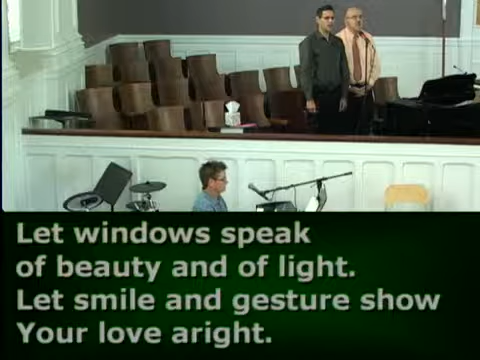 Let windows speak
of beauty and of light.
Let smile and gesture show
Your love aright.